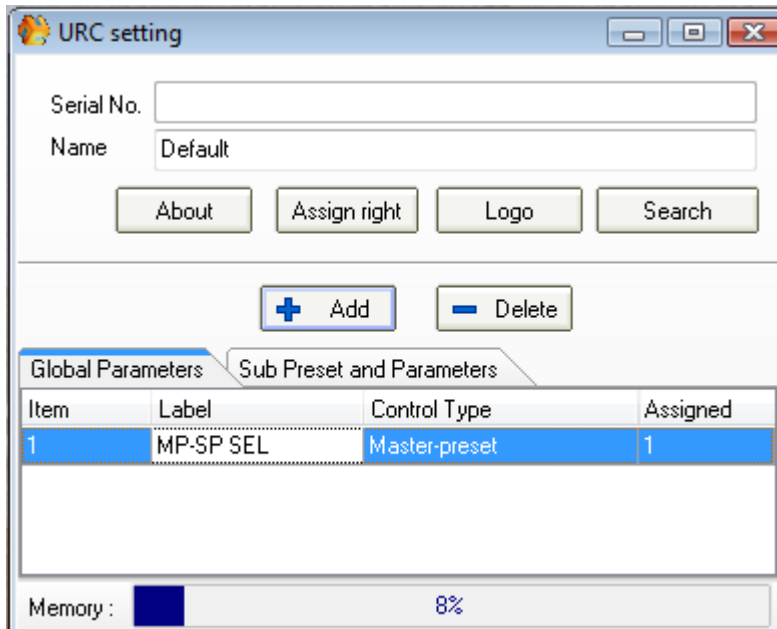 URC setting
Serial No.
Name Default
About Assign right Logo Search
Add Delete
Global Parameters Sub Preset and Parameters
Item Label Control Type Assigned
1 MP-SP SEL Master-preset 1
Memory : 8%